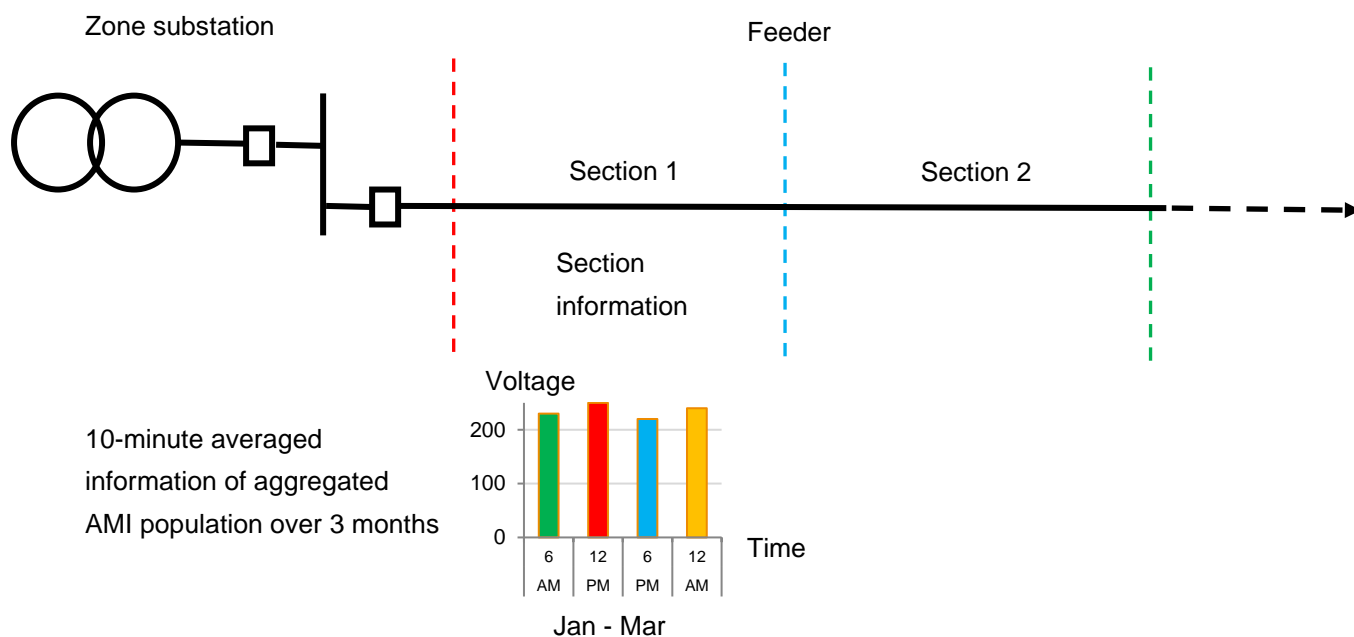 Zone substation
Feeder
Section 1
Section 2
Section
information
Voltage
10-minute averaged
information of aggregated
AMI population over 3 months
200
100
0
6 12 6 12
AM PM PM AM
Time
Jan - Mar